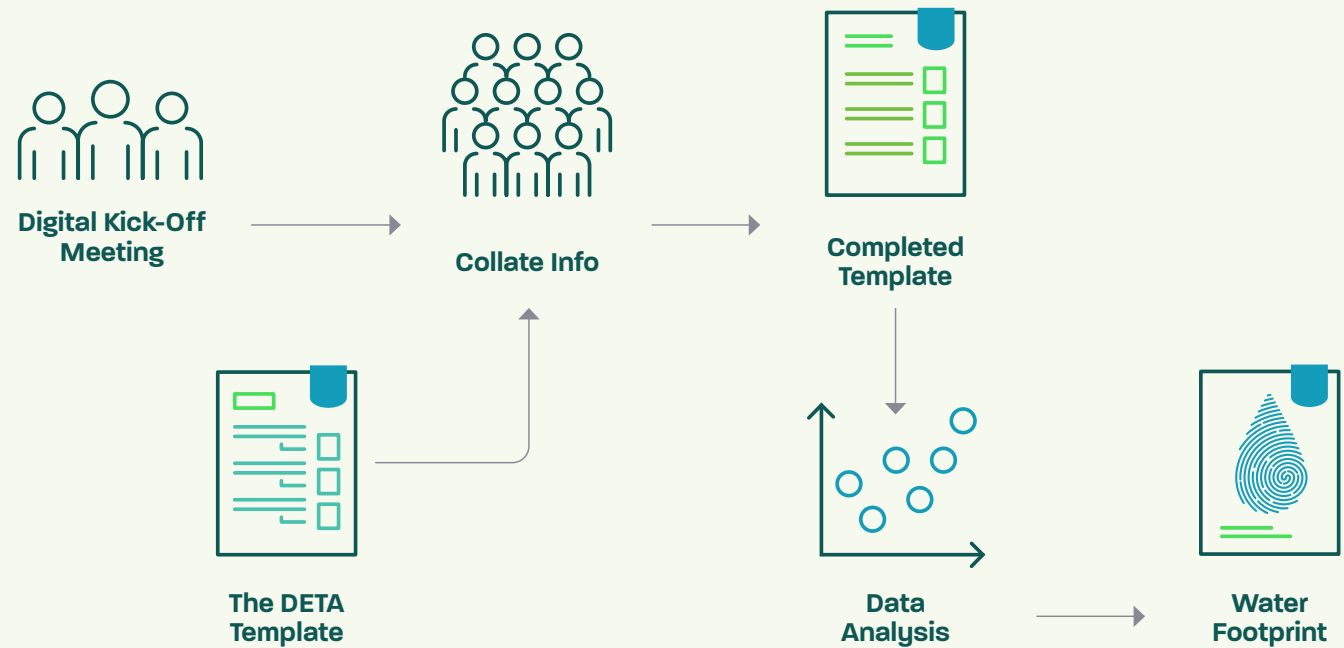 Digital Kick-Off
Meeting
Collate Info
Completed
Template
The DETA
Template
Data
Analysis
Water
Footprint